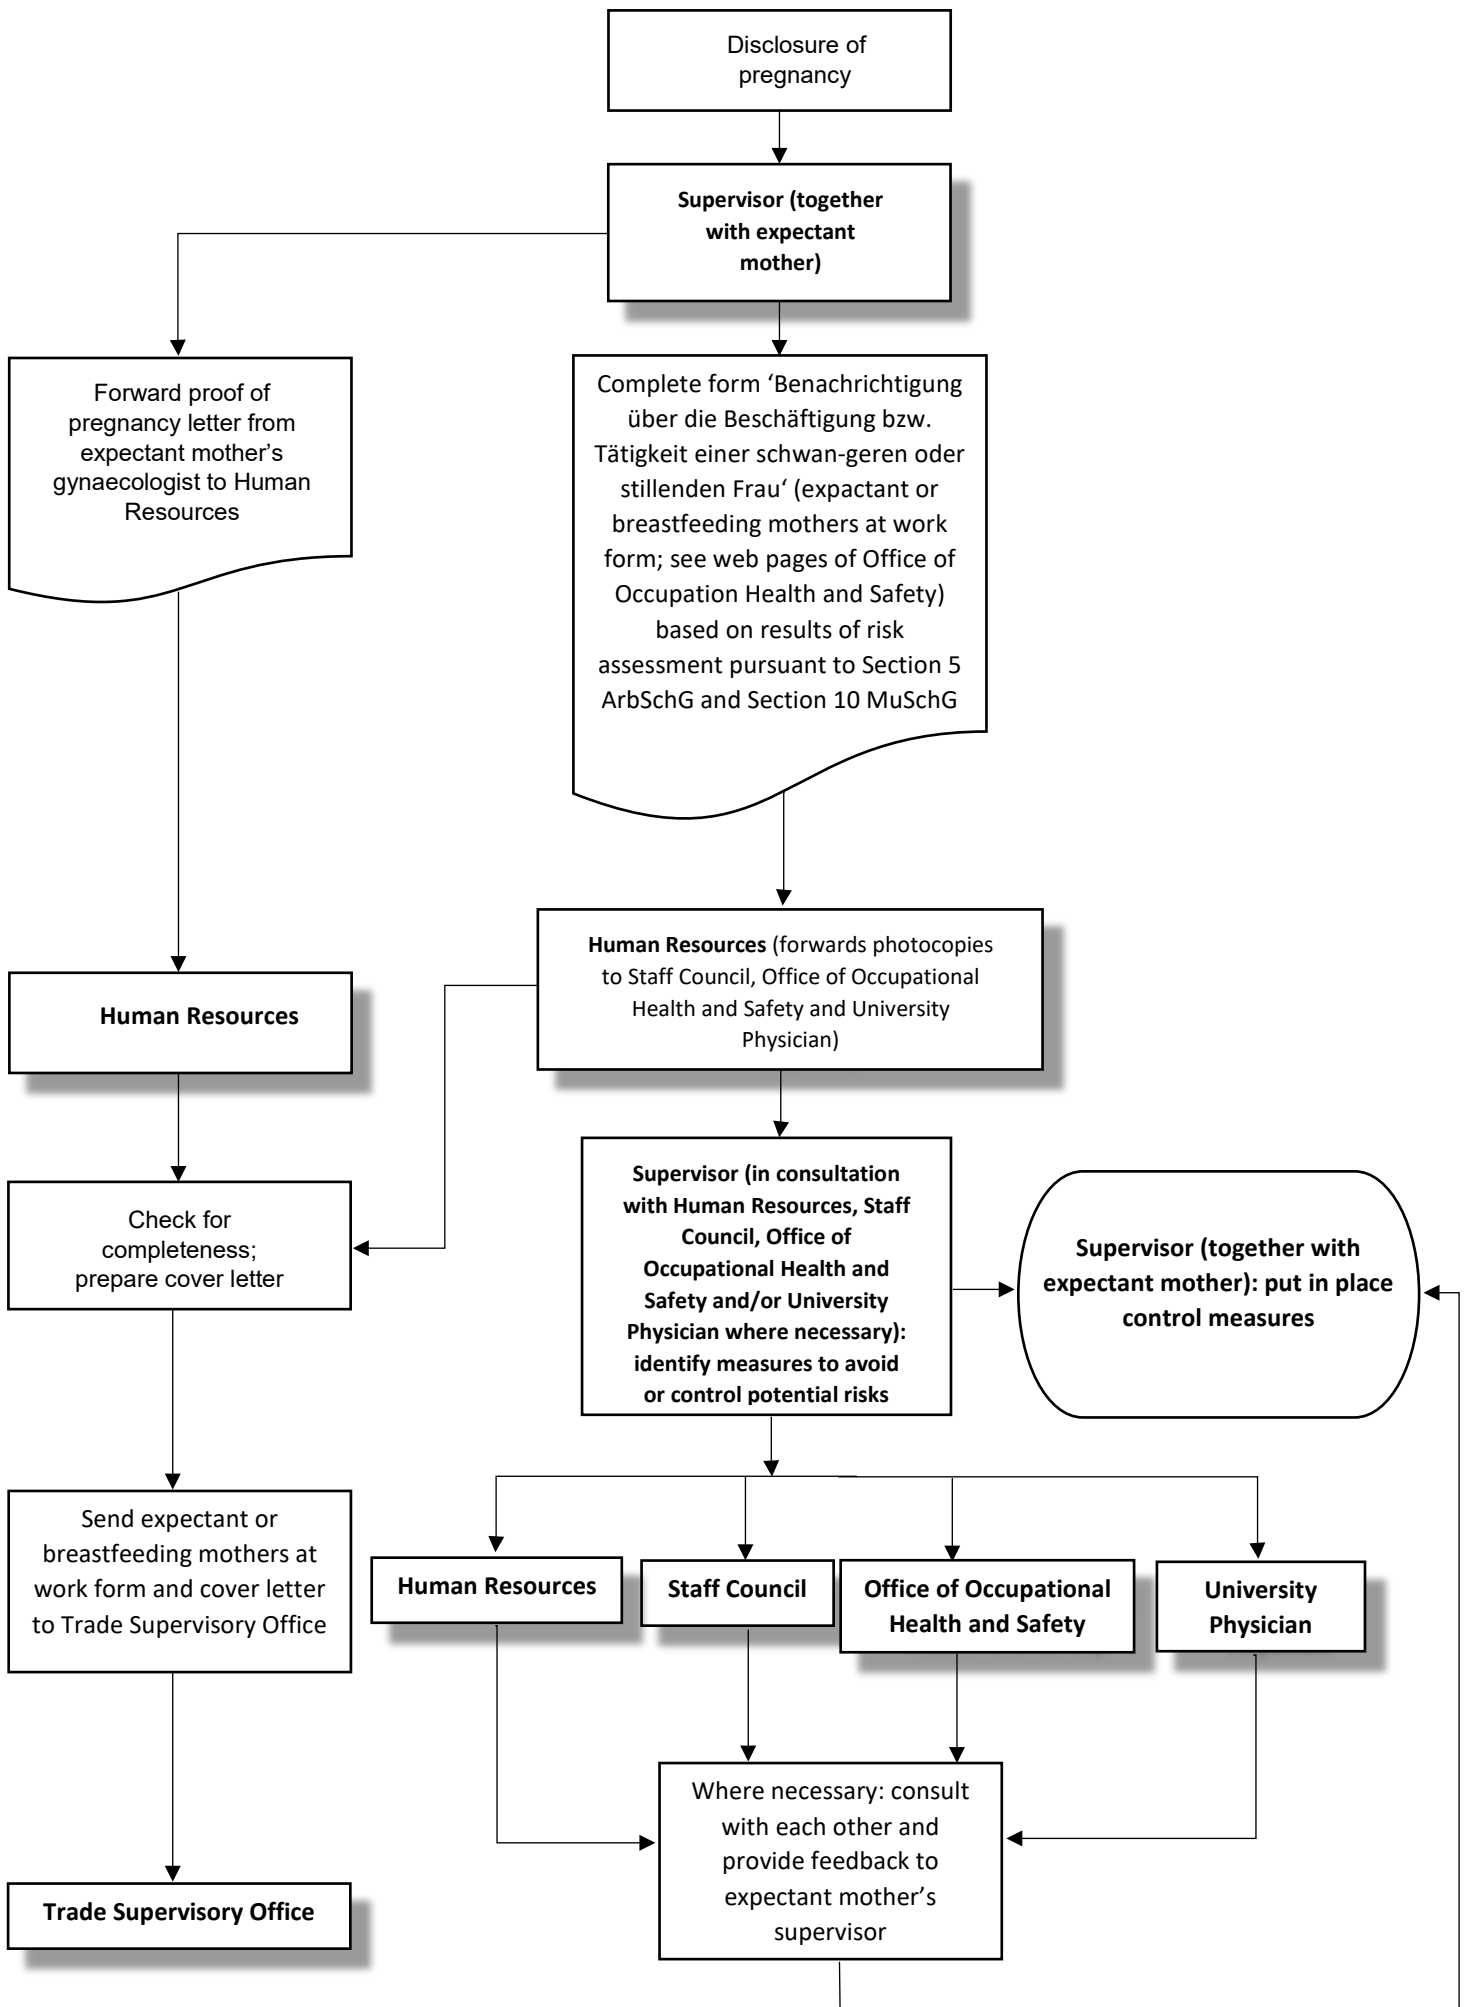 Disclosure of
pregnancy
Supervisor (together
with expectant
mother)
Forward proof of
pregnancy letter from
expectant mother’s
gynaecologist to Human
Resources
Complete form ‘Benachrichtigung
über die Beschäftigung bzw.
Tätigkeit einer schwan-geren oder
stillenden Frau‘ (expactant or
breastfeeding mothers at work
form; see web pages of Office of
Occupation Health and Safety)
based on results of risk
assessment pursuant to Section 5
ArbSchG and Section 10 MuSchG
Human Resources (forwards photocopies
to Staff Council, Office of Occupational
Health and Safety and University
Physician)
Human Resources
Supervisor (in consultation
with Human Resources, Staff
Council, Office of
Occupational Health and
Safety and/or University
Physician where necessary):
identify measures to avoid
or control potential risks
Supervisor (together with
expectant mother): put in place
control measures
Check for
completeness;
prepare cover letter
Send expectant or
breastfeeding mothers at
work form and cover letter
to Trade Supervisory Office
Human Resources
Staff Council
Office of Occupational
Health and Safety
University
Physician
Where necessary: consult
with each other and
provide feedback to
expectant mother’s
supervisor
Trade Supervisory Office